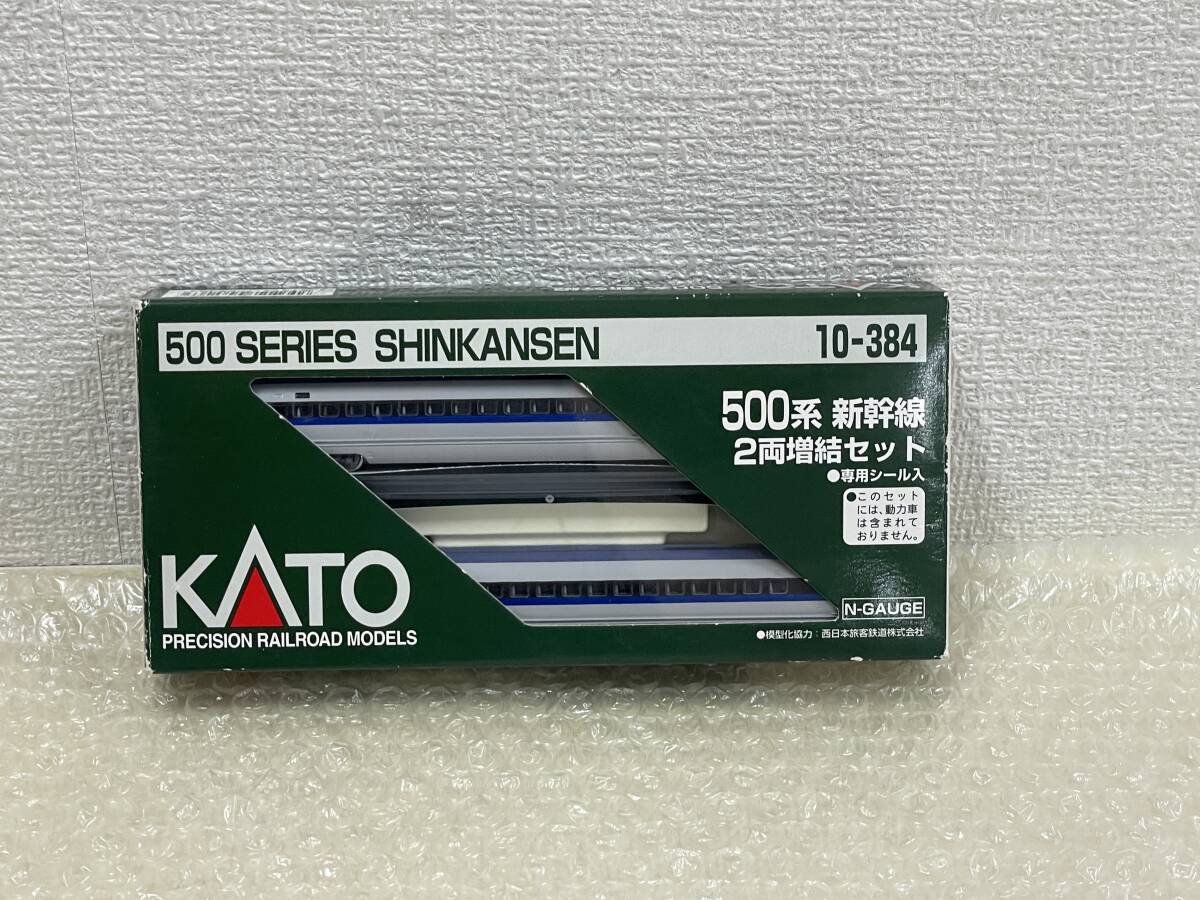 500 SERIES SHINKANSEN
10-384
500系 新幹線
2両増結セット
●専用シール入
●このセット
には、動力車
は含まれて
おりません。
KATO
PRECISION RAILROAD MODELS
N-GAUGE
●模型化協力：西日本旅客鉄道株式会社